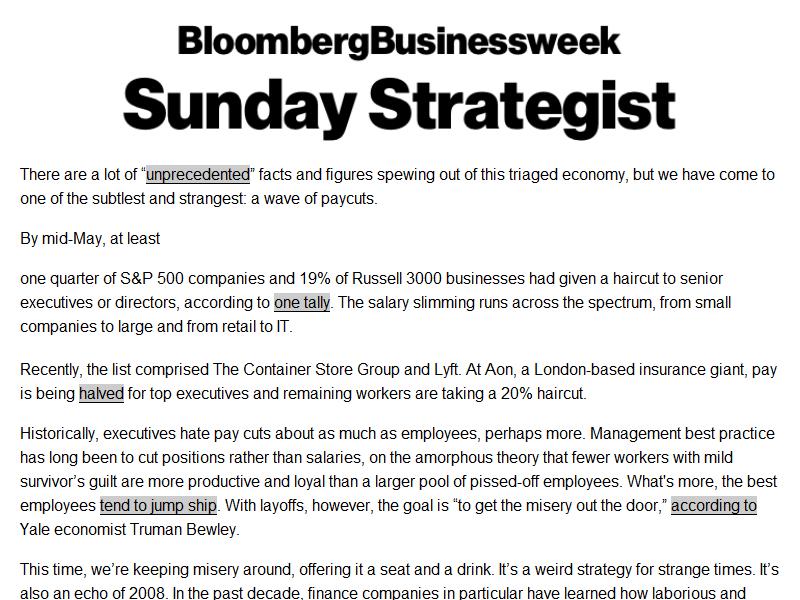 BloombergBusinessweek
Sunday Strategist
There are a lot of “unprecedented” facts and figures spewing out of this triaged economy, but we have come to
one of the subtlest and strangest: a wave of paycuts.
By mid-May, at least
one quarter of S&P 500 companies and 19% of Russell 3000 businesses had given a haircut to senior
executives or directors, according to one tally. The salary slimming runs across the spectrum, from small
companies to large and from retail to IT.
Recently, the list comprised The Container Store Group and Lyft. At Aon, a London-based insurance giant, pay
is being halved for top executives and remaining workers are taking a 20% haircut.
Historically, executives hate pay cuts about as much as employees, perhaps more. Management best practice
has long been to cut positions rather than salaries, on the amorphous theory that fewer workers with mild
survivor’s guilt are more productive and loyal than a larger pool of pissed-off employees. What's more, the best
employees tend to jump ship. With layoffs, however, the goal is “to get the misery out the door,” according to
Yale economist Truman Bewley.
This time, we’re keeping misery around, offering it a seat and a drink. It’s a weird strategy for strange times. It’s
also an echo of 2008. In the past decade, finance companies in particular have learned how laborious and